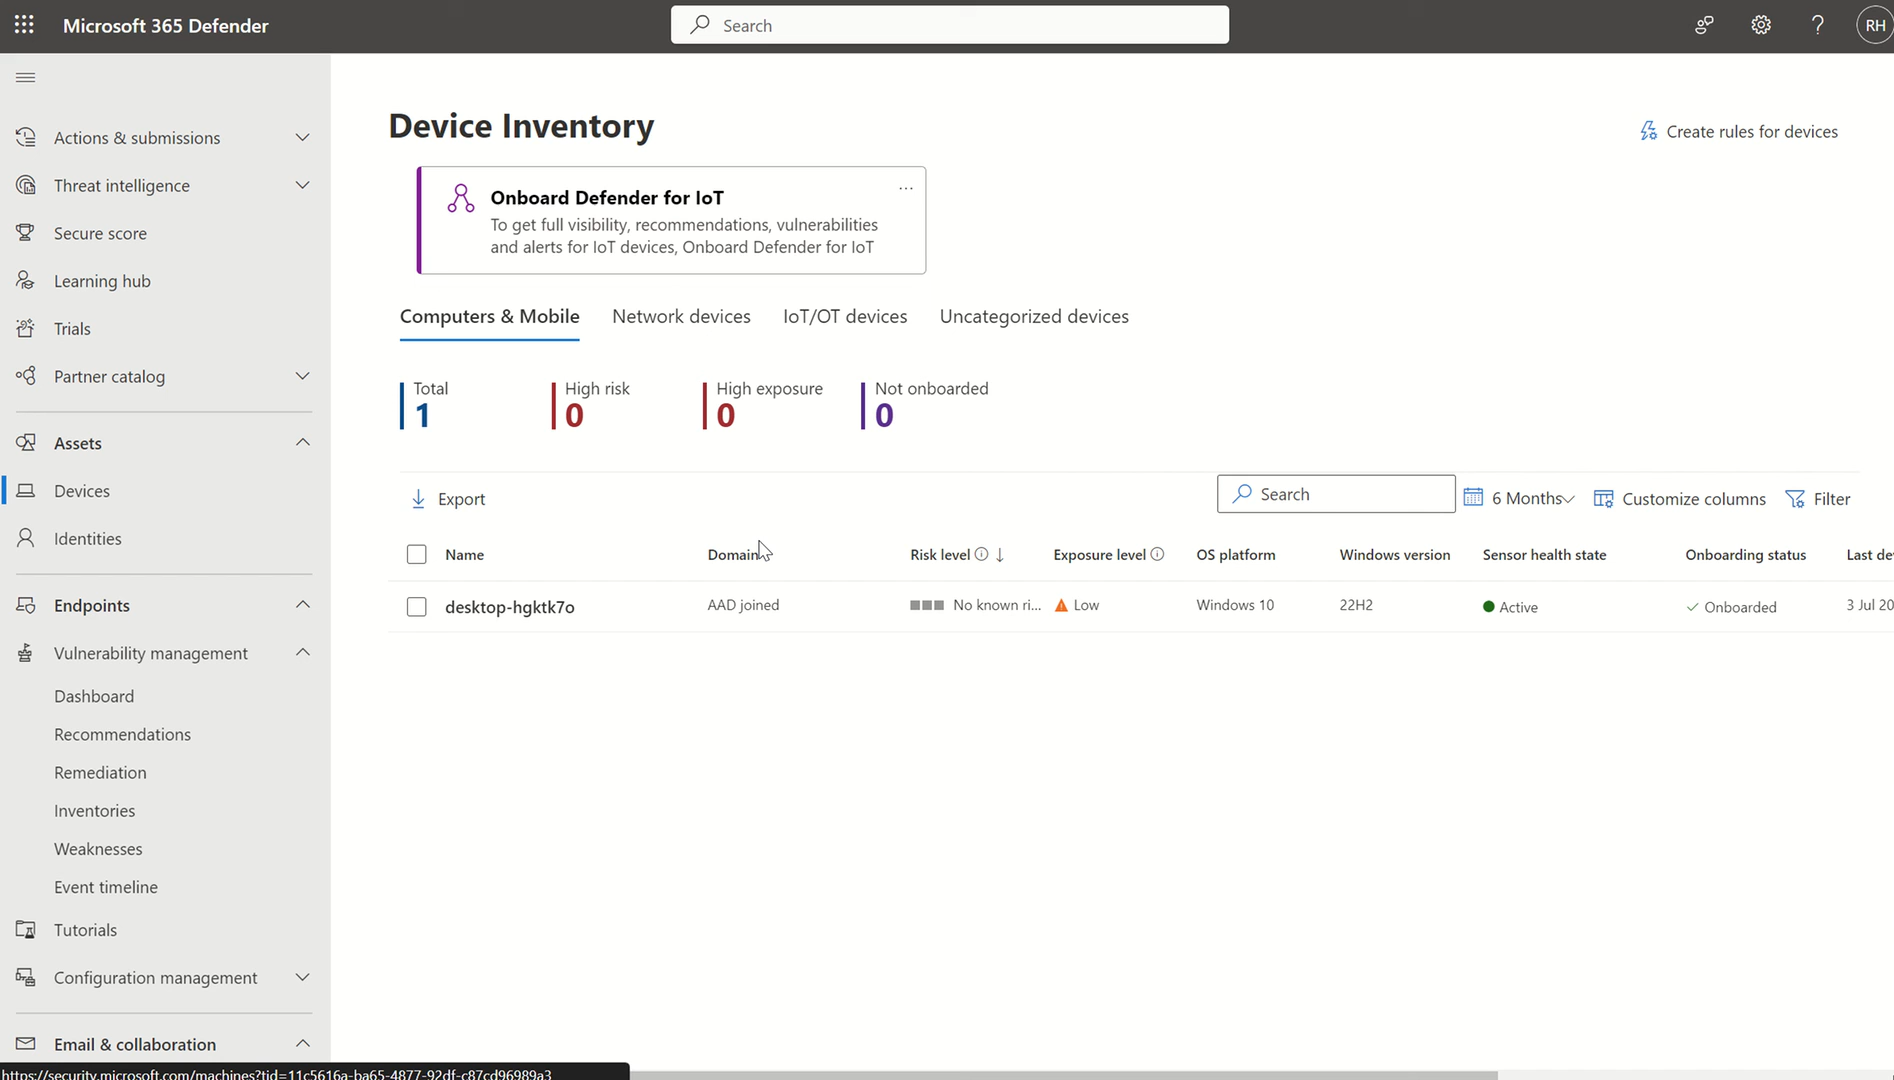 Microsoft 365 Defender
Search
RH
Actions & submissions
Threat intelligence
Secure score
Learning hub
Trials
Partner catalog
Assets
Devices
Identities
Endpoints
Vulnerability management
Dashboard
Recommendations
Remediation
Inventories
Weaknesses
Event timeline
Tutorials
Configuration management
Email & collaboration
Device Inventory
Create rules for devices
Onboard Defender for IoT
To get full visibility, recommendations, vulnerabilities
and alerts for IoT devices, Onboard Defender for IoT
Computers & Mobile Network devices IoT/OT devices Uncategorized devices
Total High risk High exposure Not onboarded
1 0 0 0
Export Search 6 Months Customize columns Filter
Name Domain Risk level Exposure level OS platform Windows version Sensor health state Onboarding status Last de
desktop-hgktk7o AAD joined No known ri... Low Windows 10 22H2 Active Onboarded 3 Jul 20
https://security.microsoft.com/machines?tid=11c5616a-ba65-4877-92df-c87cd96989a3